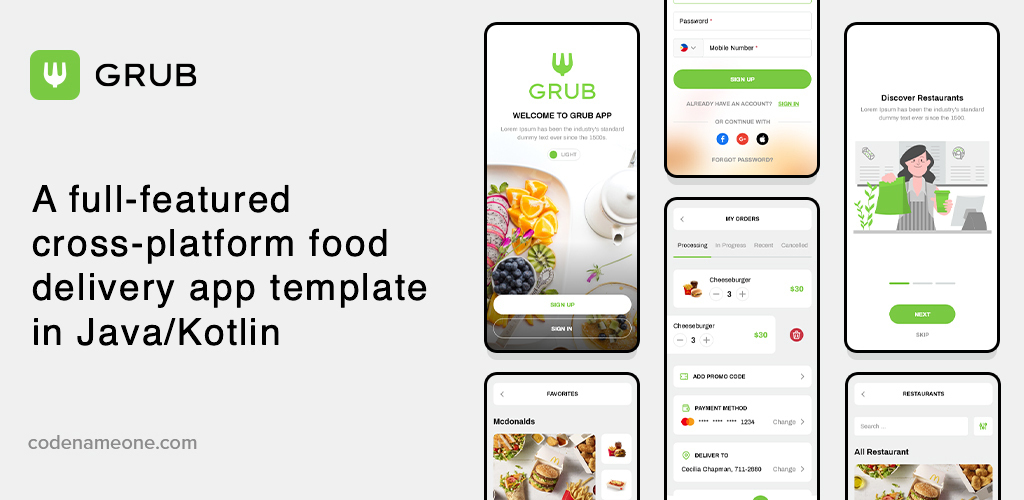 GRUB
A full-featured
cross-platform food
delivery app template
in Java/Kotlin
codenameone.com
GRUB
WELCOME TO GRUB APP
Lorem Ipsum has been the industry's standard
dummy text ever since the 1500s.
LIGHT
SIGN UP
SIGN IN
FAVORITES
Mcdonalds
Password *
Mobile Number *
SIGN UP
ALREADY HAVE AN ACCOUNT? SIGN IN
OR CONTINUE WITH
FORGOT PASSWORD?
MY ORDERS
Processing In Progress Recent Cancelled
Cheeseburger
3 $30
Cheeseburger
3 $30
ADD PROMO CODE
PAYMENT METHOD
**** **** **** 1234 Change
DELIVER TO
Cecilia Chapman, 711-2880 Change
Discover Restaurants
Lorem Ipsum has been the industry's standard
dummy text ever since the 1500.
NEXT
SKIP
RESTAURANTS
Search ...
All Restaurant